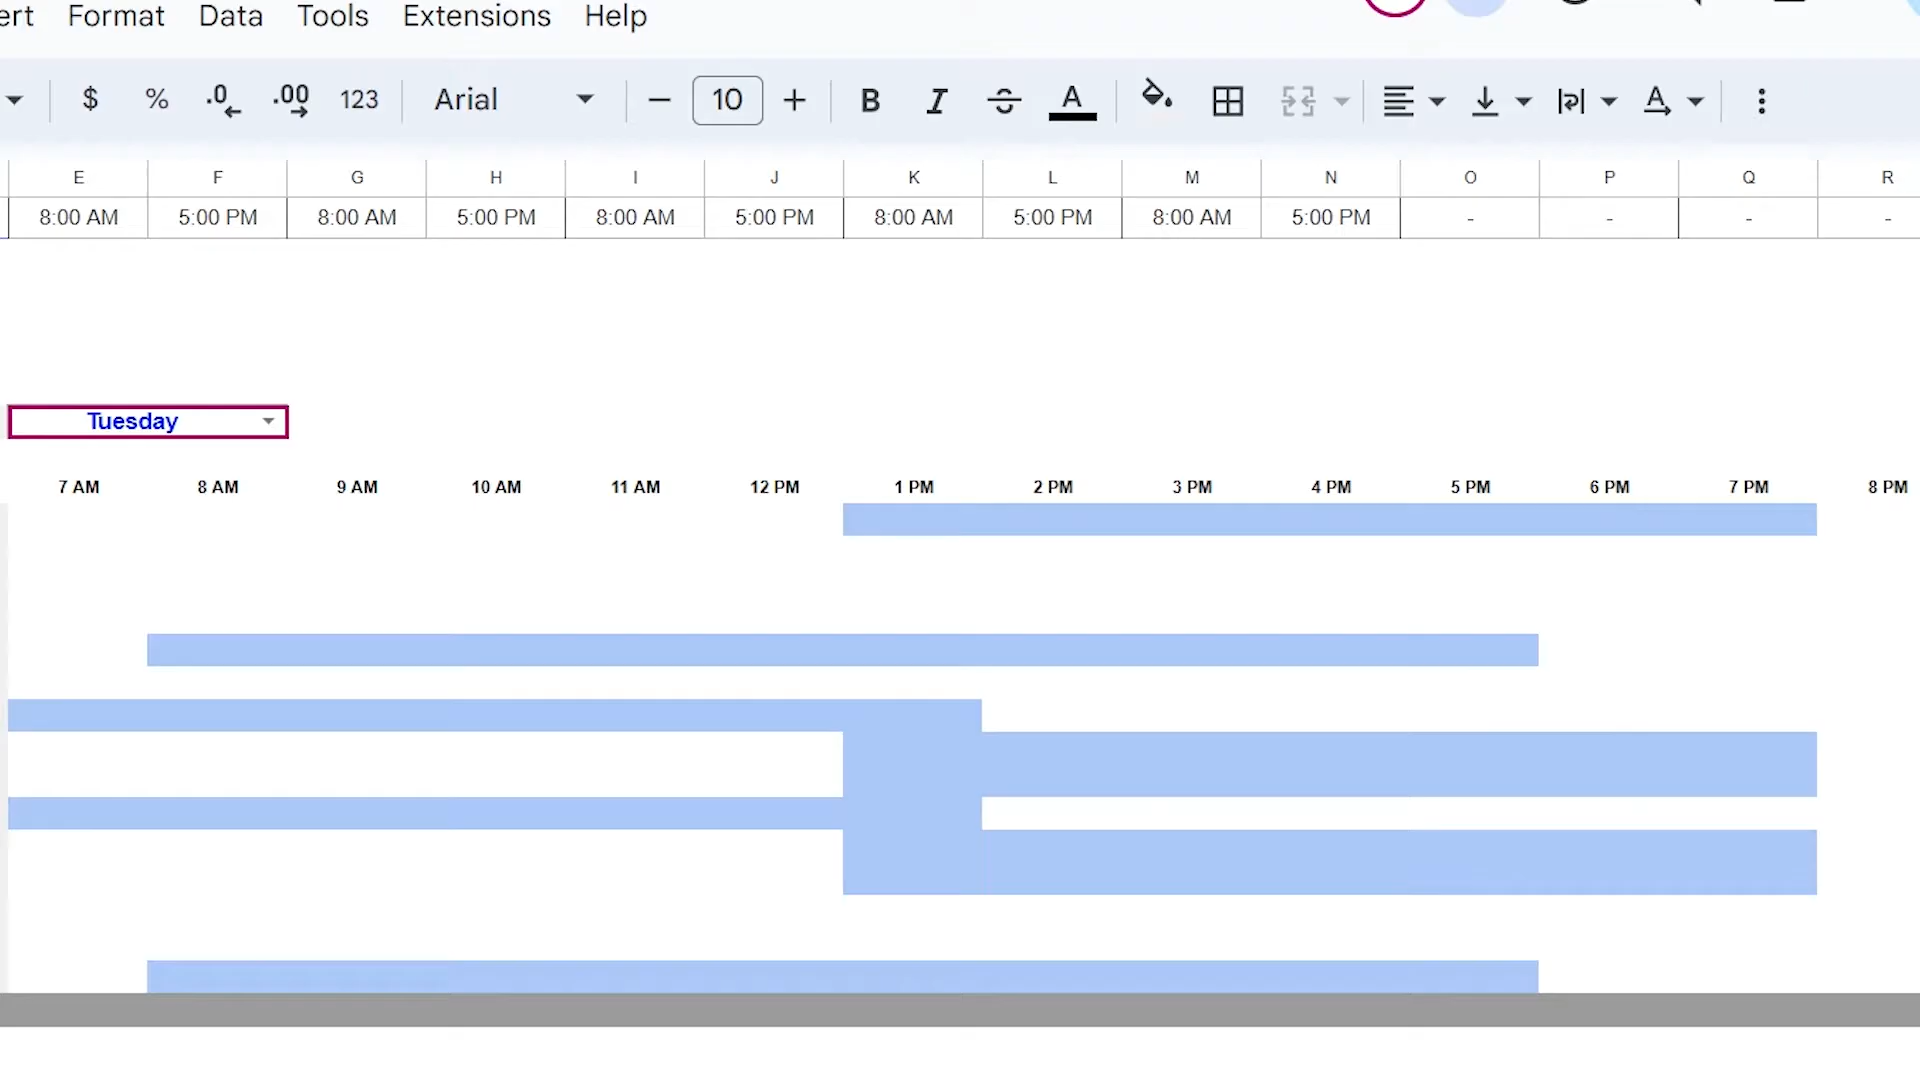 ert Format Data Tools Extensions Help
$ % .0 .00 123 Arial 10 B I S A
E F G H I J K L M N O P Q R
8:00 AM 5:00 PM 8:00 AM 5:00 PM 8:00 AM 5:00 PM 8:00 AM 5:00 PM 8:00 AM 5:00 PM - - - -
Tuesday
7 AM 8 AM 9 AM 10 AM 11 AM 12 PM 1 PM 2 PM 3 PM 4 PM 5 PM 6 PM 7 PM 8 PM